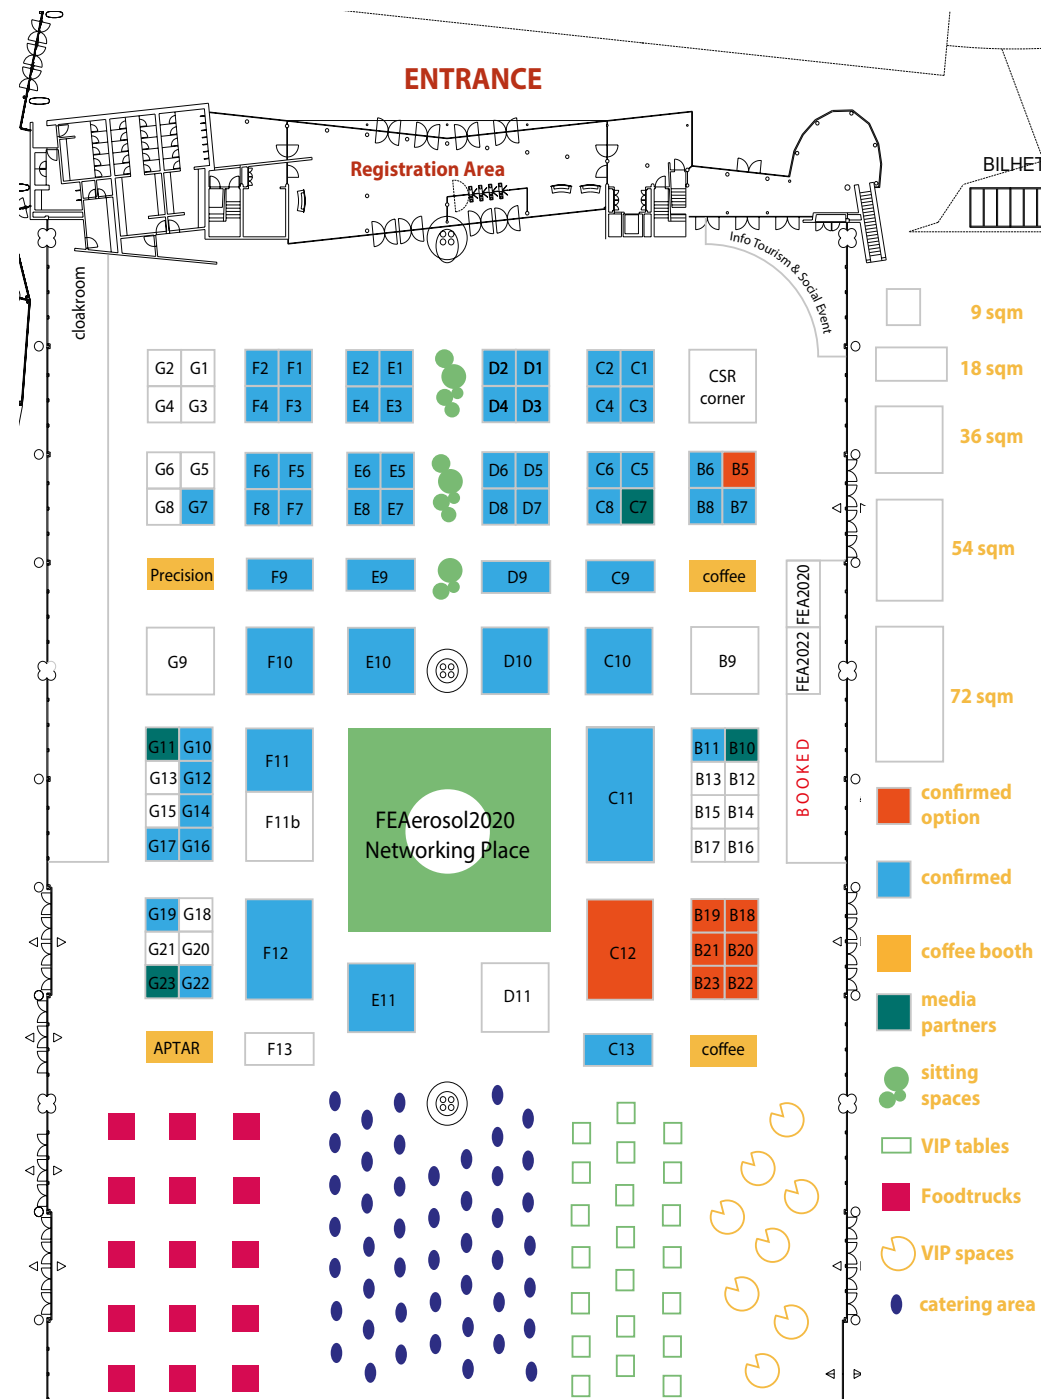 ENTRANCE
Registration Area
BILHET
Info Tourism & Social Event
cloakroom
9 sqm
18 sqm
36 sqm
54 sqm
72 sqm
G2 G1 F2 F1 E2 E1 D2 D1 C2 C1 CSR
G4 G3 F4 F3 E4 E3 D4 D3 C4 C3 corner
G6 G5 F6 F5 E6 E5 D6 D5 C6 C5 B6 B5
G8 G7 F8 F7 E8 E7 D8 D7 C8 C7 B8 B7
Precision F9 E9 D9 C9 coffee
FEA2020
G9 F10 E10 D10 C10 B9
FEA2022
G11 G10 F11 B11 B10
BOOKED
G13 G12 C11 B13 B12
G15 G14 F11b FEAerosol2020 B15 B14
G17 G16 Networking Place B17 B16
G19 G18 B19 B18
G21 G20 F12 C12 B21 B20
G23 G22 B23 B22
E11 D11
APTAR F13 C13 coffee
confirmed
option
confirmed
coffee booth
media
partners
sitting
spaces
VIP tables
Foodtrucks
VIP spaces
catering area